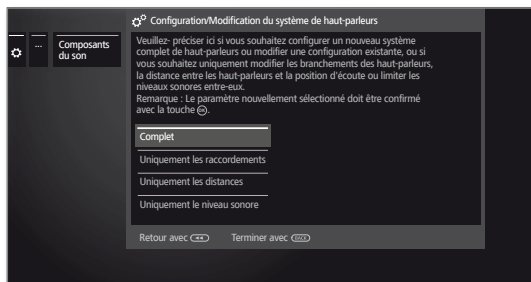 Configuration/Modification du système de haut-parleurs
...
Composants
du son
Veuillez- préciser ici si vous souhaitez configurer un nouveau système
complet de haut-parleurs ou modifier une configuration existante, ou si
vous souhaitez uniquement modifier les branchements des haut-parleurs,
la distance entre les haut-parleurs et la position d'écoute ou limiter les
niveaux sonores entre-eux.
Remarque : Le paramètre nouvellement sélectionné doit être confirmé
avec la touche OK.
Complet
Uniquement les raccordements
Uniquement les distances
Uniquement le niveau sonore
Retour avec ◄◄ Terminer avec BACK